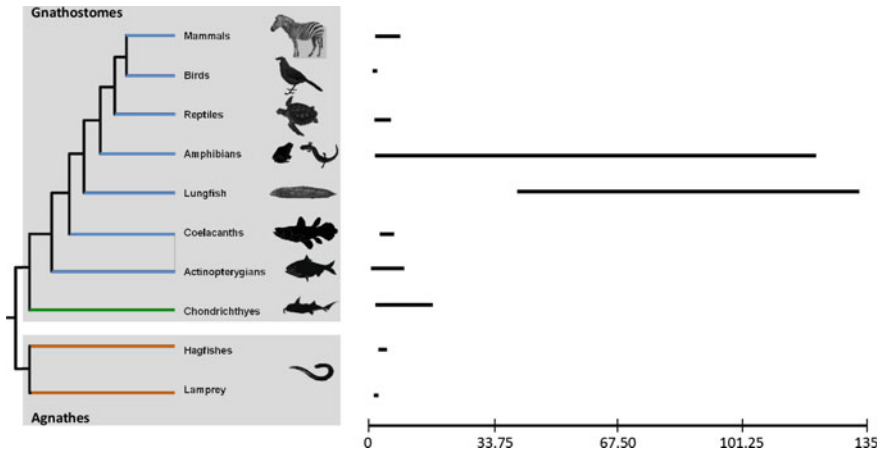 Gnathostomes
Mammals
Birds
Reptiles
Amphibians
Lungfish
Coelacanths
Actinopterygians
Chondrichthyes
Hagfishes
Lamprey
Agnathes
0 33.75 67.50 101.25 135